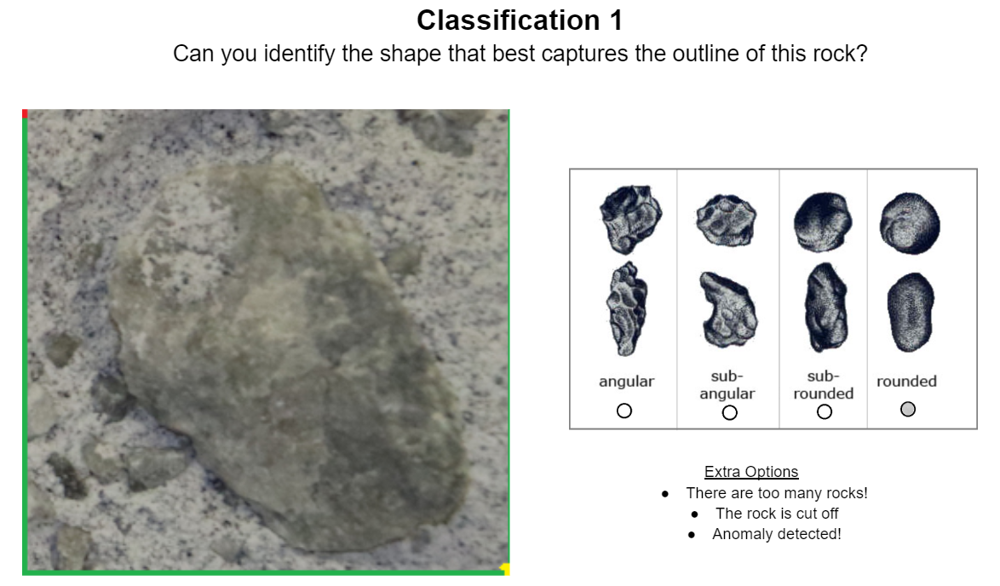 Classification 1
Can you identify the shape that best captures the outline of this rock?
angular
sub-
angular
sub-
rounded
rounded
Extra Options
● There are too many rocks!
● The rock is cut off
● Anomaly detected!